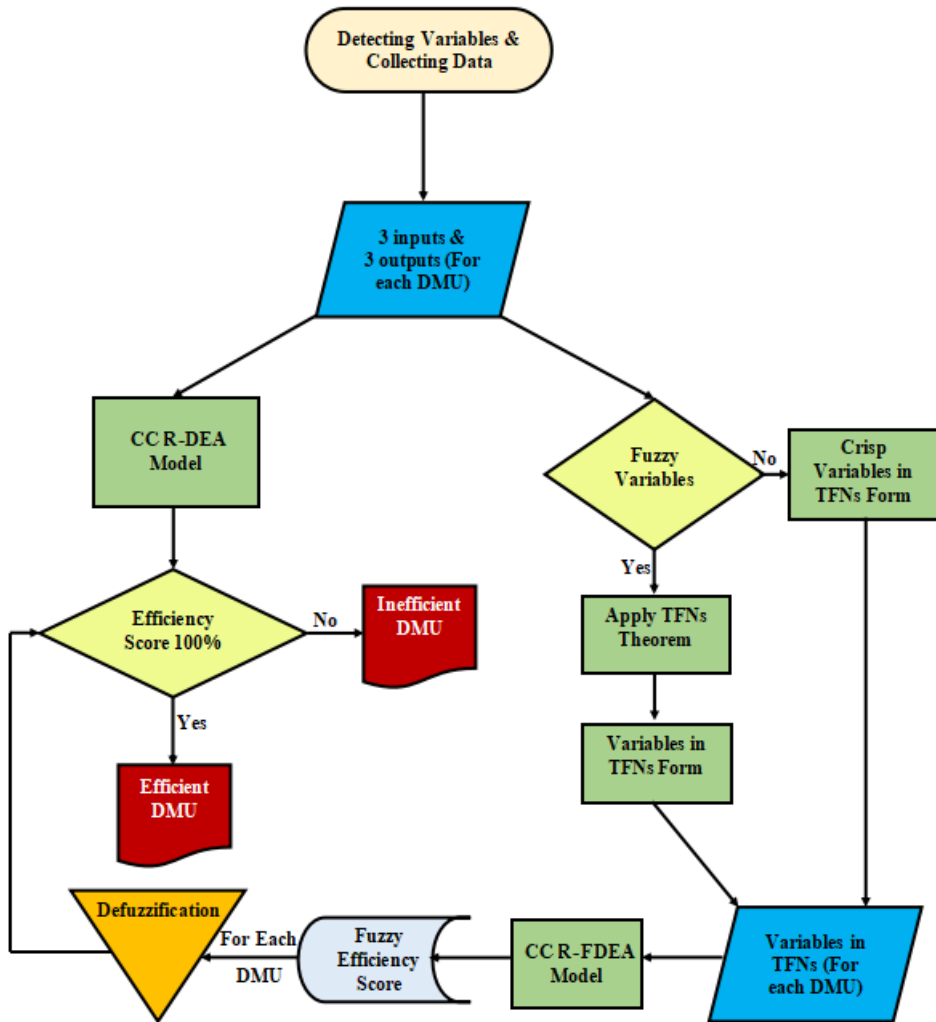 Detecting Variables &
Collecting Data
3 inputs &
3 outputs (For
each DMU)
CC R-DEA
Model
Fuzzy
Variables
No
Crisp
Variables in
TFNs Form
Yes
Efficiency
Score 100%
No
Inefficient
DMU
Apply TFNs
Theorem
Yes
Variables in
TFNs Form
Efficient
DMU
Defuzzification
For Each
DMU
Fuzzy
Efficiency
Score
CC R-FDEA
Model
Variables in
TFNs (For
each DMU)